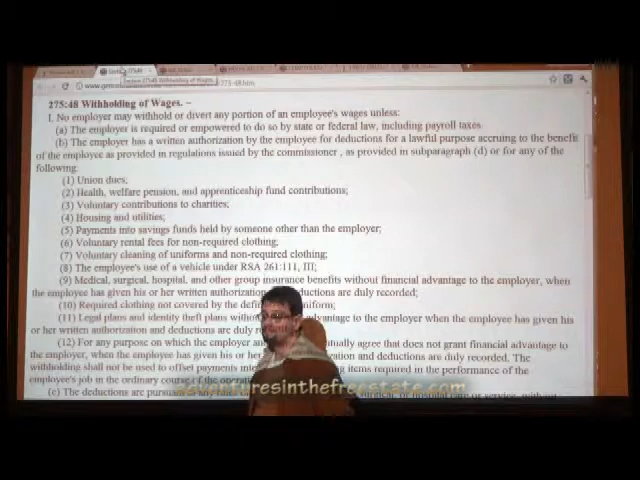 275:48 Withholding of Wages. –
I. No employer may withhold or divert any portion of an employee's wages unless:
(a) The employer is required or empowered to do so by state or federal law, including payroll taxes
(b) The employer has a written authorization by the employee for deductions for a lawful purpose accruing to the benefit
of the employee as provided in regulations issued by the commissioner , as provided in subparagraph (d) or for any of the
following:
(1) Union dues;
(2) Health, welfare pension, and apprenticeship fund contributions;
(3) Voluntary contributions to charities;
(4) Housing and utilities;
(5) Payments into savings funds held by someone other than the employer;
(6) Voluntary rental fees for non-required clothing;
(7) Voluntary cleaning of uniforms and non-required clothing;
(8) The employee's use of a vehicle under RSA 261:111, III;
(9) Medical, surgical, hospital, and other group insurance benefits without financial advantage to the employer, when
the employee has given his or her written authorization deductions are duly recorded;
(10) Required clothing not covered by the definition uniform;
(11) Legal plans and identity theft plans without advantage to the employer when the employee has given his
or her written authorization and deductions are duly
(12) For any purpose on which the employer and mutually agree that does not grant financial advantage to
the employer, when the employee has given his or her authorization and deductions are duly recorded. The
withholding shall not be used to offset payments items required in the performance of the
employee's job in the ordinary course of the operation
adventuresinthefreestate.com
(c) The deductions are pursuant surgical, or hospital care or service, without